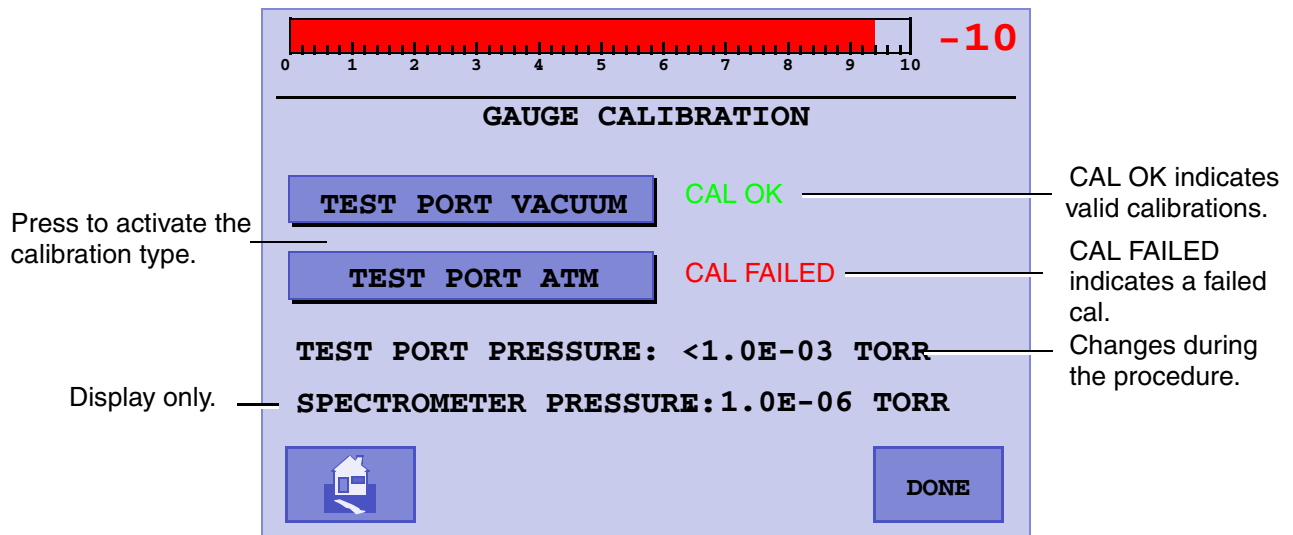 -10
0 1 2 3 4 5 6 7 8 9 10
GAUGE CALIBRATION
TEST PORT VACUUM
CAL OK
CAL OK indicates
valid calibrations.
Press to activate the
calibration type.
TEST PORT ATM
CAL FAILED
CAL FAILED
indicates a failed
cal.
TEST PORT PRESSURE: <1.0E-03 TORR
Changes during
the procedure.
Display only.
SPECTROMETER PRESSURE:1.0E-06 TORR
DONE